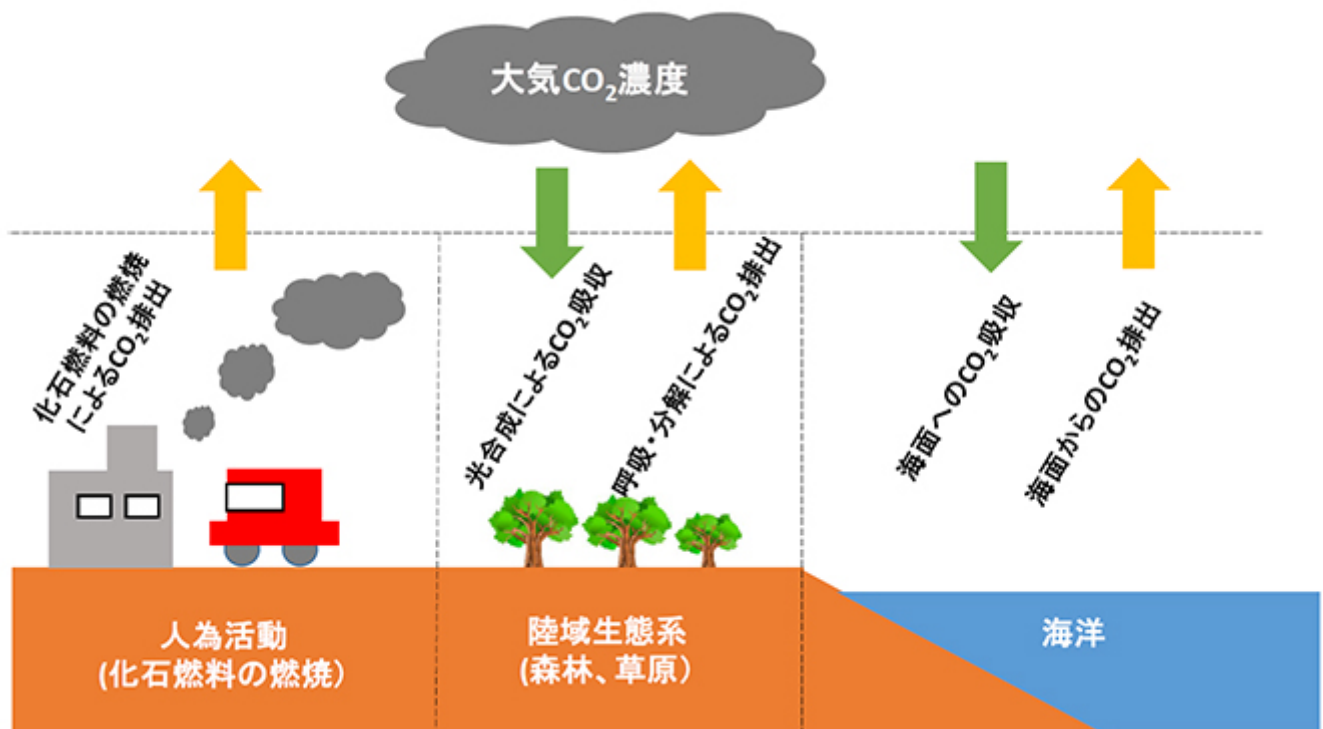 大気CO₂濃度
化石燃料の燃焼
によるCO₂排出
光合成によるCO₂吸収
呼吸・分解によるCO₂排出
海面へのCO₂吸収
海面からのCO₂排出
人為活動
(化石燃料の燃焼)
陸域生態系
(森林、草原)
海洋